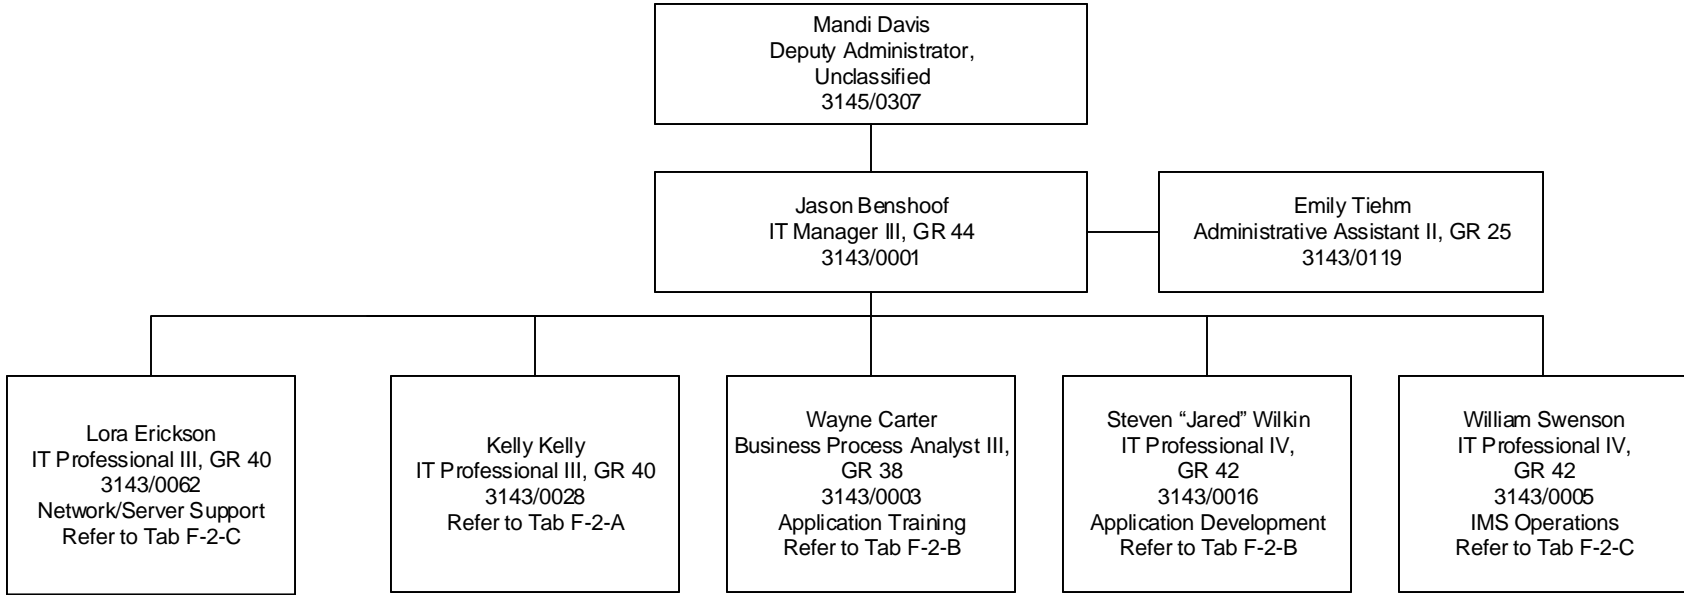 Mandi Davis
Deputy Administrator,
Unclassified
3145/0307
Jason Benshoof
IT Manager III, GR 44
3143/0001
Emily Tiehm
Administrative Assistant II, GR 25
3143/0119
Lora Erickson
IT Professional III, GR 40
3143/0062
Network/Server Support
Refer to Tab F-2-C
Kelly Kelly
IT Professional III, GR 40
3143/0028
Refer to Tab F-2-A
Wayne Carter
Business Process Analyst III,
GR 38
3143/0003
Application Training
Refer to Tab F-2-B
Steven “Jared” Wilkin
IT Professional IV,
GR 42
3143/0016
Application Development
Refer to Tab F-2-B
William Swenson
IT Professional IV,
GR 42
3143/0005
IMS Operations
Refer to Tab F-2-C